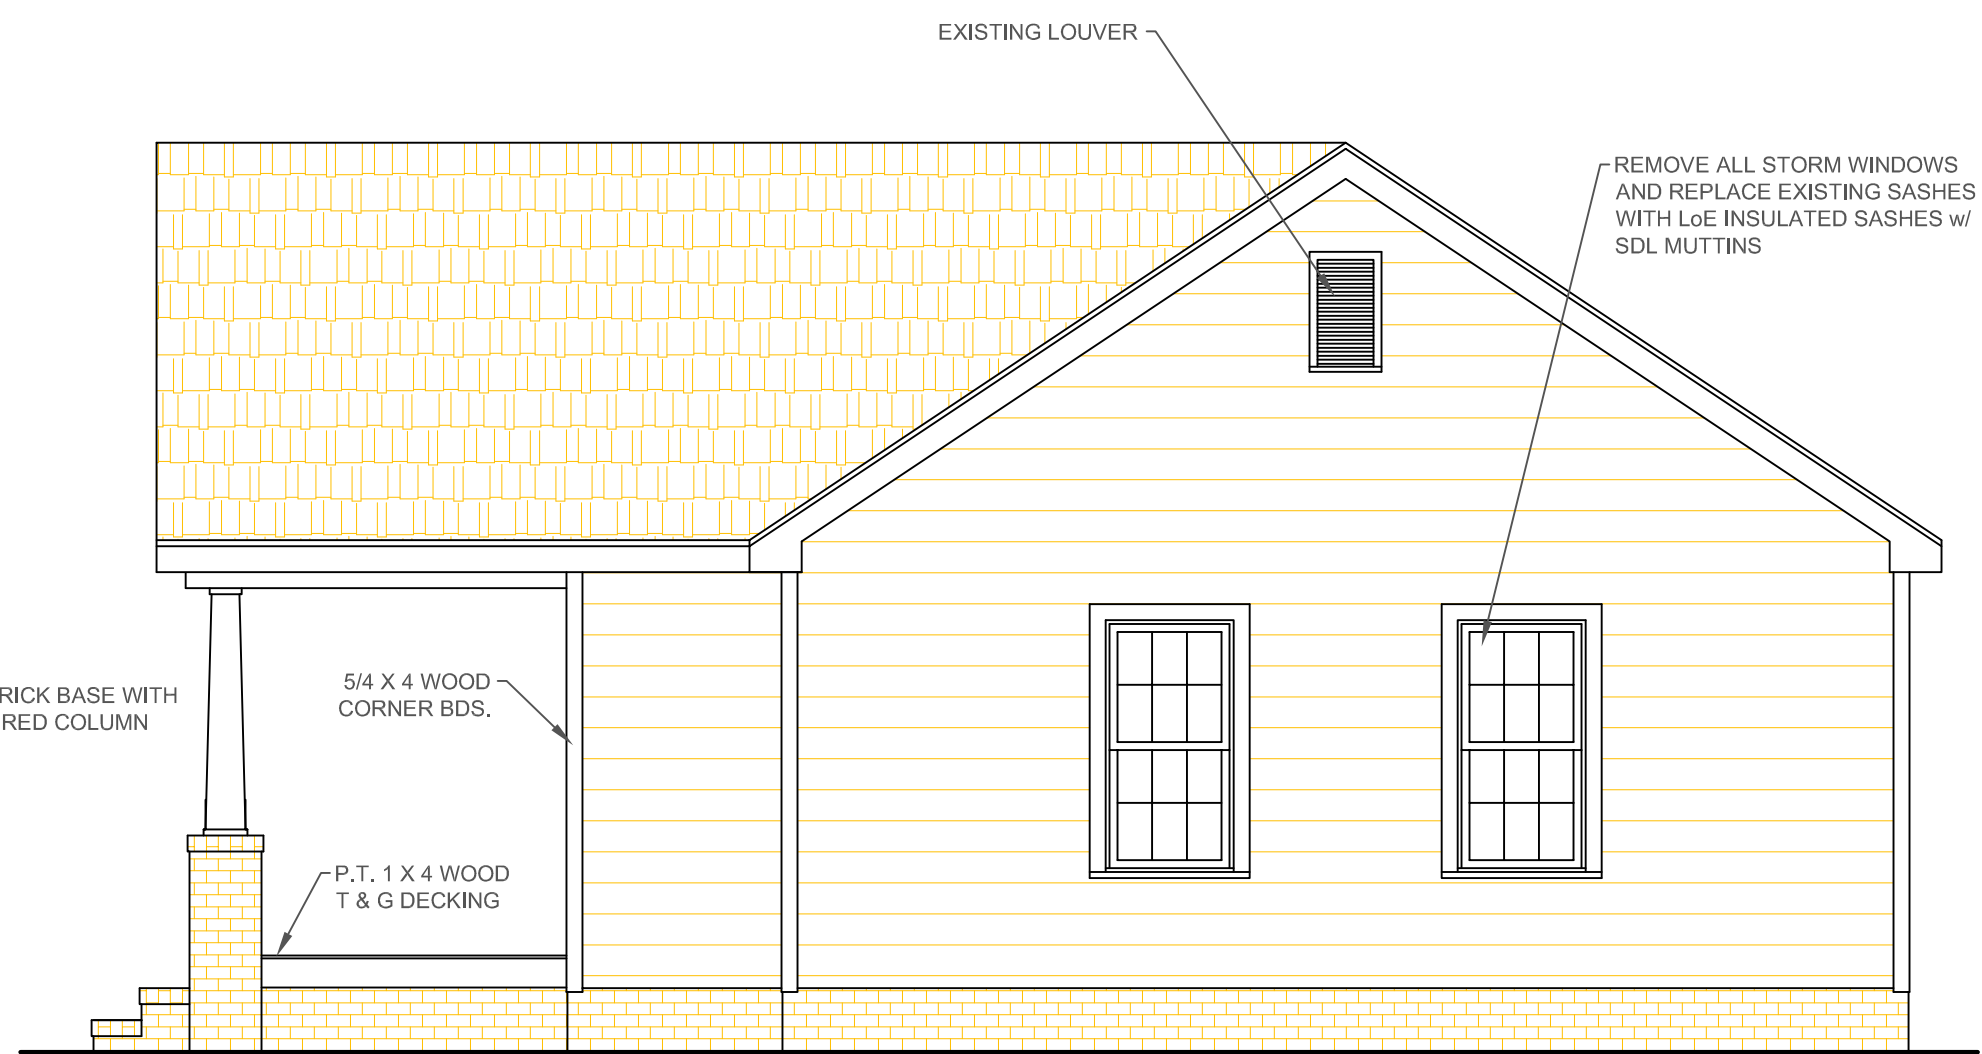 EXISTING LOUVER
REMOVE ALL STORM WINDOWS
AND REPLACE EXISTING SASHES
WITH LoE INSULATED SASHES w/
SDL MUTTINS
RICK BASE WITH
RED COLUMN
5/4 X 4 WOOD
CORNER BDS.
P.T. 1 X 4 WOOD
T & G DECKING